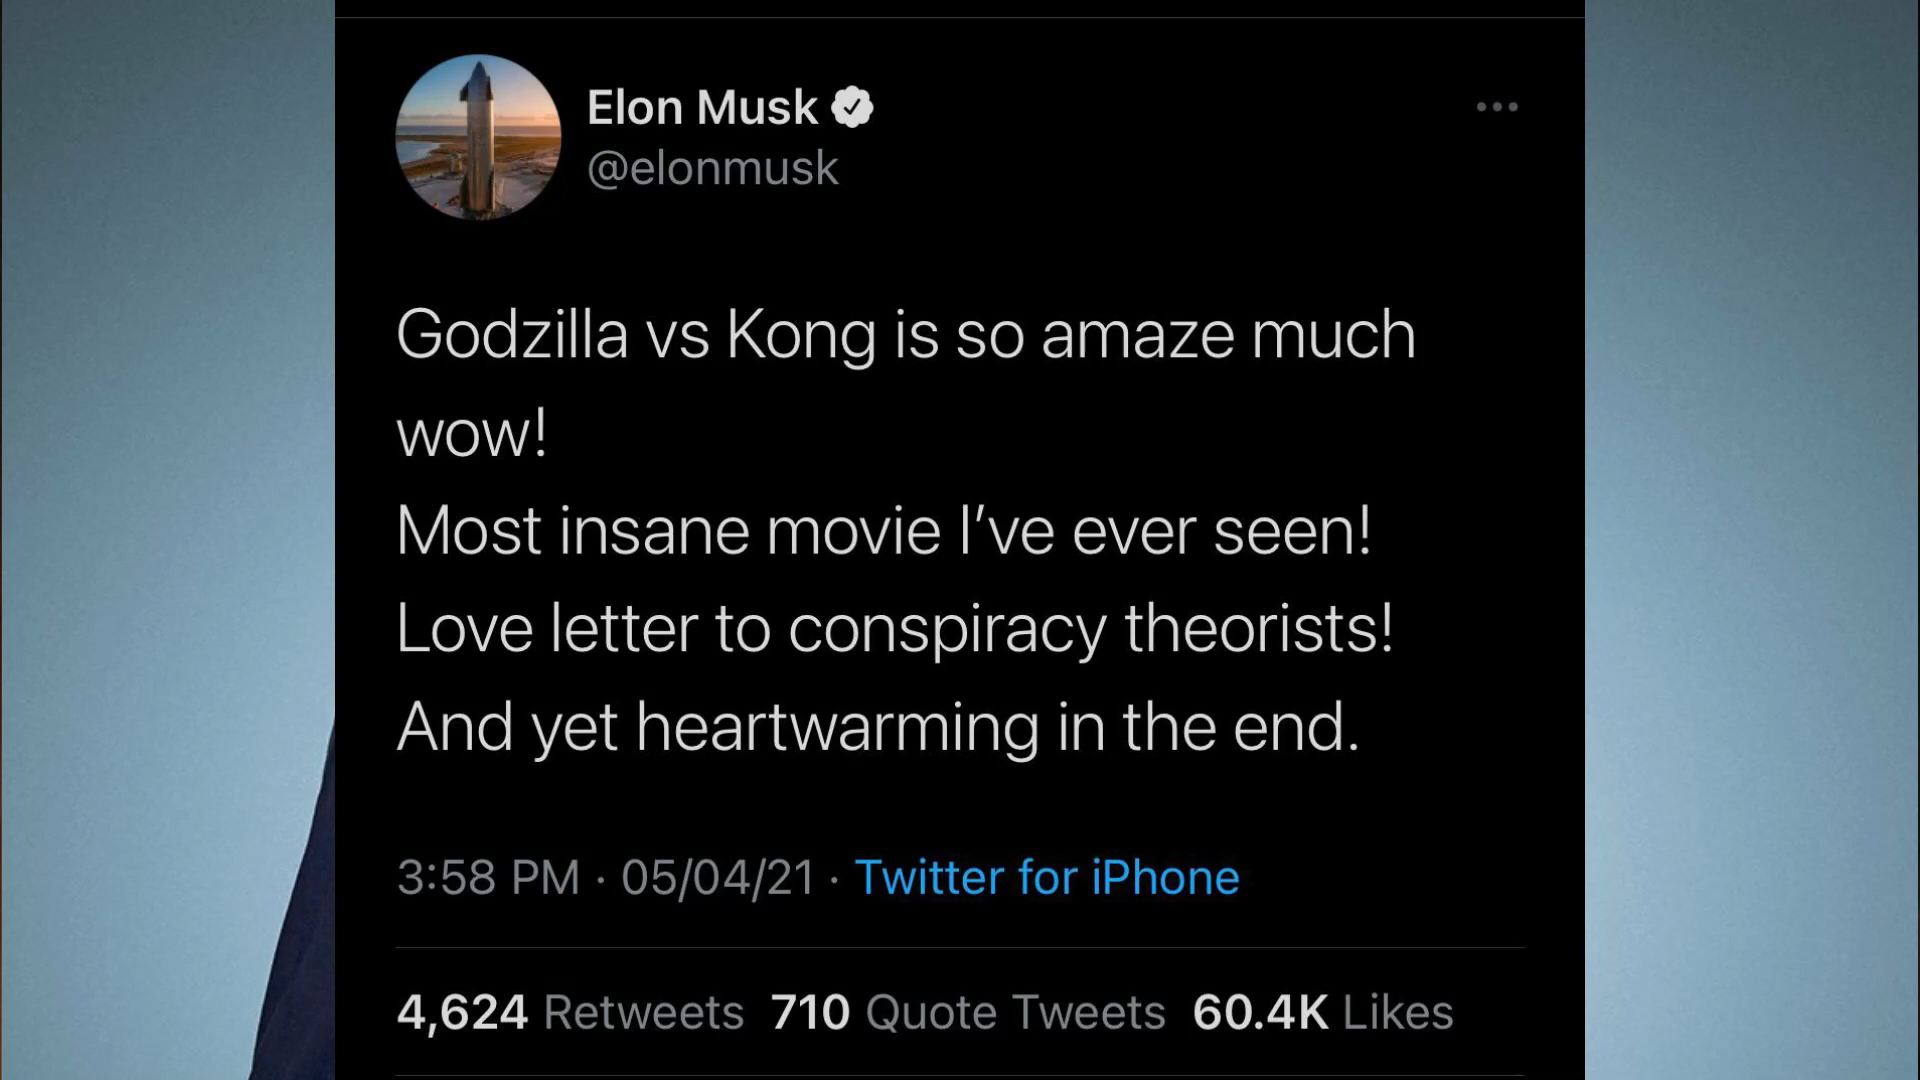 Elon Musk
@elonmusk
Godzilla vs Kong is so amaze much
wow!
Most insane movie I’ve ever seen!
Love letter to conspiracy theorists!
And yet heartwarming in the end.
3:58 PM · 05/04/21 · Twitter for iPhone
4,624 Retweets 710 Quote Tweets 60.4K Likes